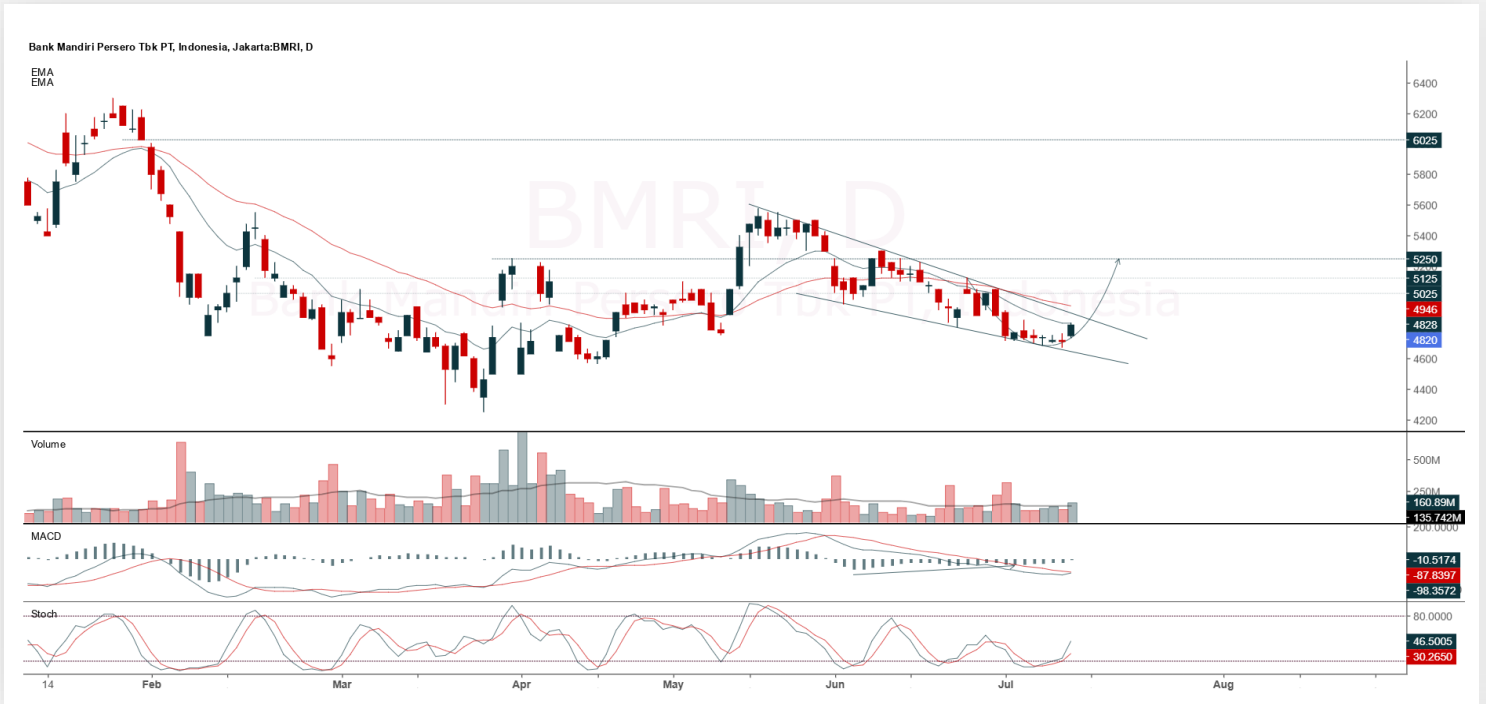 Bank Mandiri Persero Tbk PT, Indonesia, Jakarta:BMRI, D
EMA
EMA
BMRI, D
Bank Mandiri Persero Tbk PT, Indonesia
6400
6200
6025
5800
5600
5400
5250
5125
5025
4946
4828
4820
4600
4400
4200
Volume
500M
250M
160.89M
135.742M
MACD
200.0000
-10.5174
-87.8397
-98.3572
Stoch
80.0000
46.5005
30.2650
14 Feb Mar Apr May Jun Jul Aug